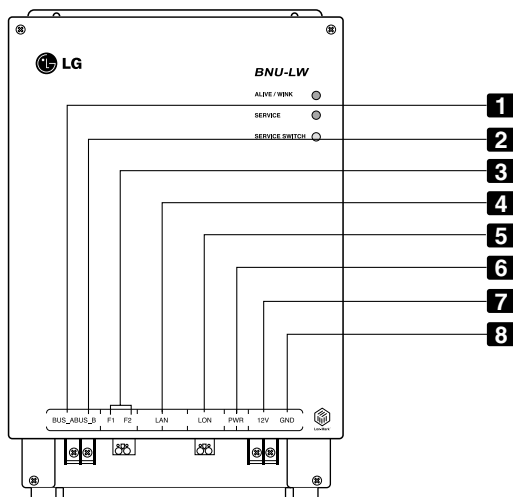 LG
BNU-LW
ALIVE / WINK
SERVICE
SERVICE SWITCH
1
2
3
4
5
6
7
8
BUS_A BUS_B F1 F2 LAN LON PWR 12V GND